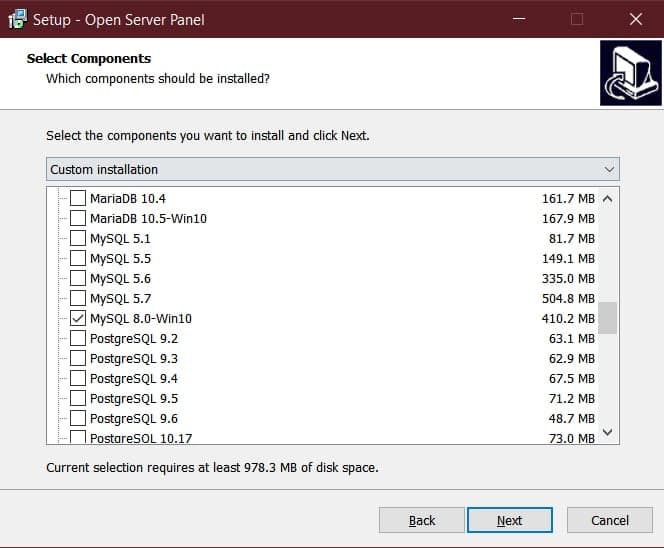 Setup - Open Server Panel
Select Components
Which components should be installed?
Select the components you want to install and click Next.
Custom installation
MariaDB 10.4 161.7 MB
MariaDB 10.5-Win10 167.9 MB
MySQL 5.1 81.7 MB
MySQL 5.5 149.1 MB
MySQL 5.6 335.0 MB
MySQL 5.7 504.8 MB
MySQL 8.0-Win10 410.2 MB
PostgreSQL 9.2 63.1 MB
PostgreSQL 9.3 62.9 MB
PostgreSQL 9.4 67.5 MB
PostgreSQL 9.5 71.2 MB
PostgreSQL 9.6 48.7 MB
PostgreSQL 10.17 73.0 MB
Current selection requires at least 978.3 MB of disk space.
Back Next Cancel